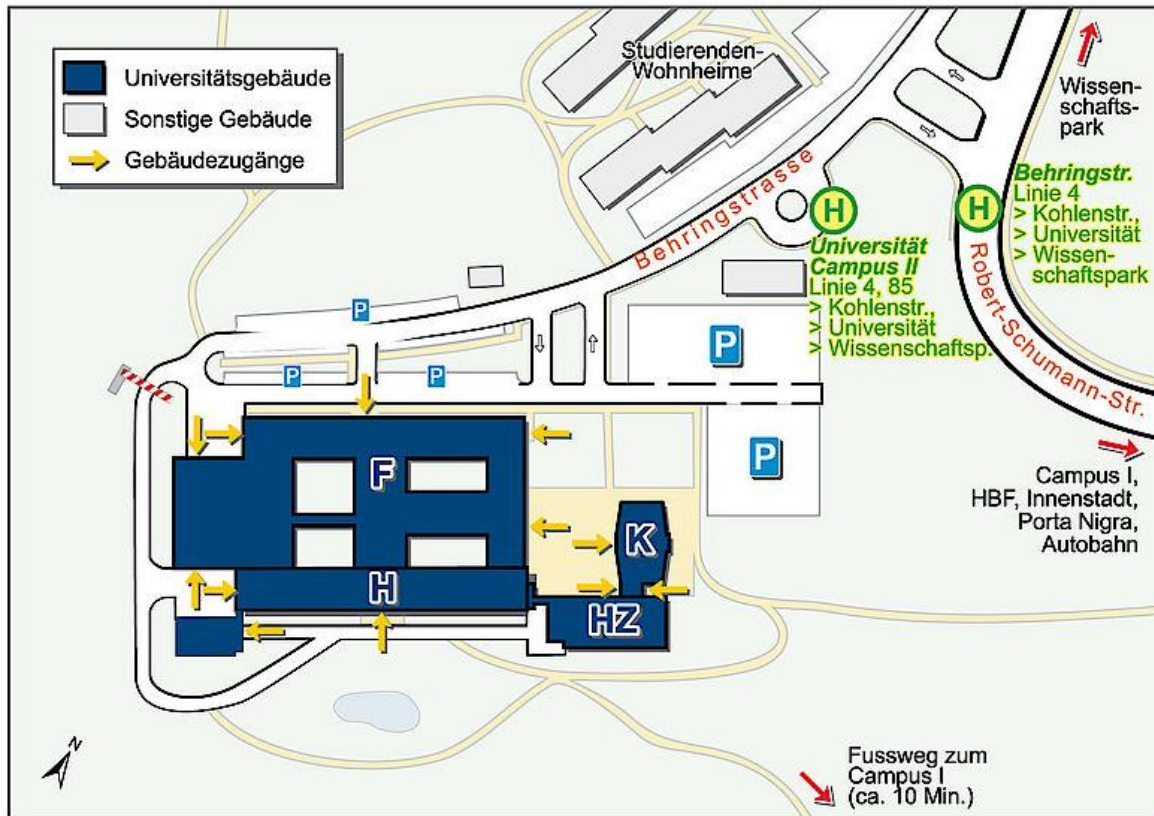 Universitätsgebäude
Sonstige Gebäude
Gebäudezugänge
Studierenden-
Wohnheime
Wissen-
schafts-
park
Behringstrasse
H
Universität
Campus II
Linie 4, 85
> Kohlenstr.,
> Universität
> Wissenschaftsp.
H
Behringstr.
Linie 4
> Kohlenstr.,
> Universität
> Wissen-
schaftspark
Robert-Schumann-Str.
P
P
P
P
P
Campus I,
HBF, Innenstadt,
Porta Nigra,
Autobahn
F
K
H
HZ
N
Fussweg zum
Campus I
(ca. 10 Min.)